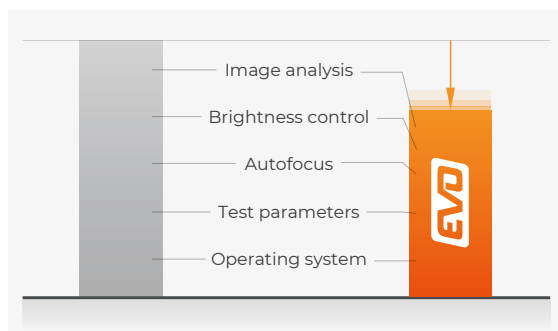 Image analysis
Brightness control
Autofocus
Test parameters
Operating system
EVO